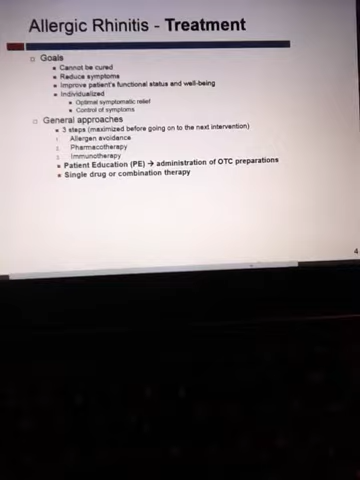 Allergic Rhinitis - Treatment
Goals
Cannot be cured
Reduce symptoms
Improve patient's functional status and well-being
Individualized
Optimal symptomatic relief
Control of symptoms
General approaches
3 steps (maximized before going on to the next intervention)
1. Allergen avoidance
2. Pharmacotherapy
3. Immunotherapy
Patient Education (PE) → administration of OTC preparations
Single drug or combination therapy
4